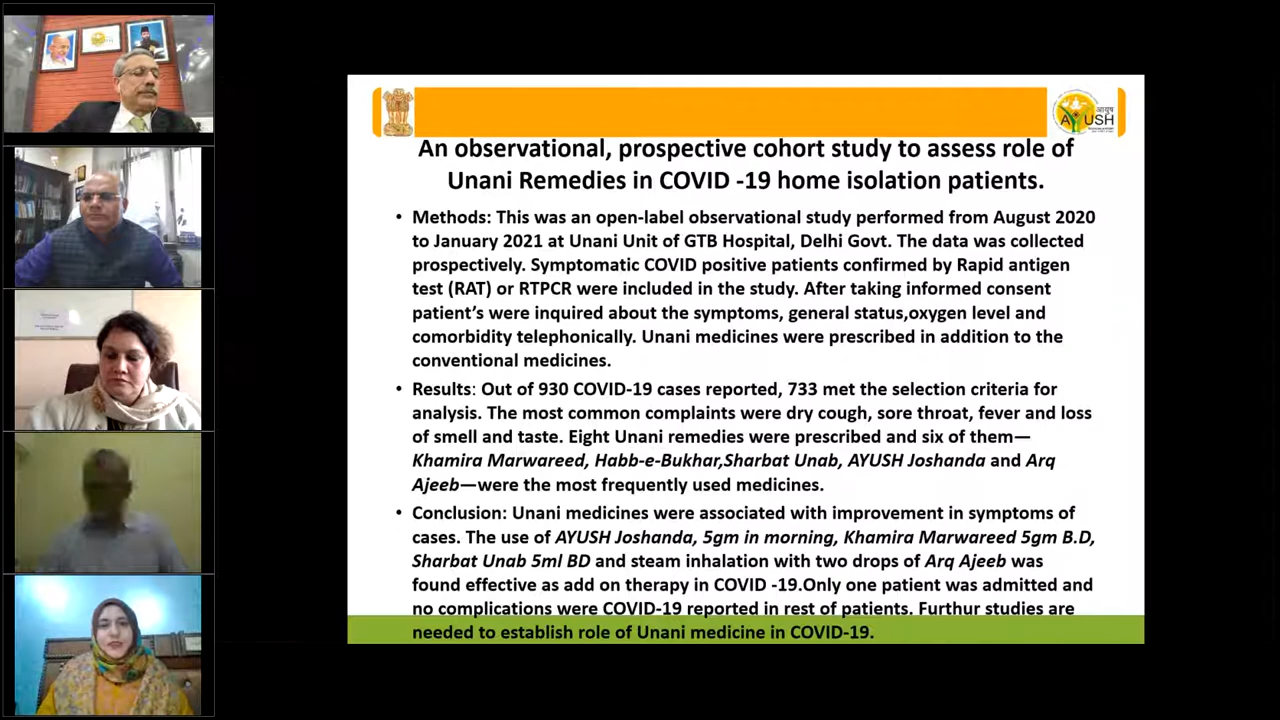 आयुष
AYUSH
An observational, prospective cohort study to assess role of
Unani Remedies in COVID -19 home isolation patients.
• Methods: This was an open-label observational study performed from August 2020
to January 2021 at Unani Unit of GTB Hospital, Delhi Govt. The data was collected
prospectively. Symptomatic COVID positive patients confirmed by Rapid antigen
test (RAT) or RTPCR were included in the study. After taking informed consent
patient's were inquired about the symptoms, general status,oxygen level and
comorbidity telephonically. Unani medicines were prescribed in addition to the
conventional medicines.
• Results: Out of 930 COVID-19 cases reported, 733 met the selection criteria for
analysis. The most common complaints were dry cough, sore throat, fever and loss
of smell and taste. Eight Unani remedies were prescribed and six of them—
Khamira Marwareed, Habb-e-Bukhar,Sharbat Unab, AYUSH Joshanda and Arq
Ajeeb—were the most frequently used medicines.
• Conclusion: Unani medicines were associated with improvement in symptoms of
cases. The use of AYUSH Joshanda, 5gm in morning, Khamira Marwareed 5gm B.D,
Sharbat Unab 5ml BD and steam inhalation with two drops of Arq Ajeeb was
found effective as add on therapy in COVID -19.Only one patient was admitted and
no complications were COVID-19 reported in rest of patients. Furthur studies are
needed to establish role of Unani medicine in COVID-19.